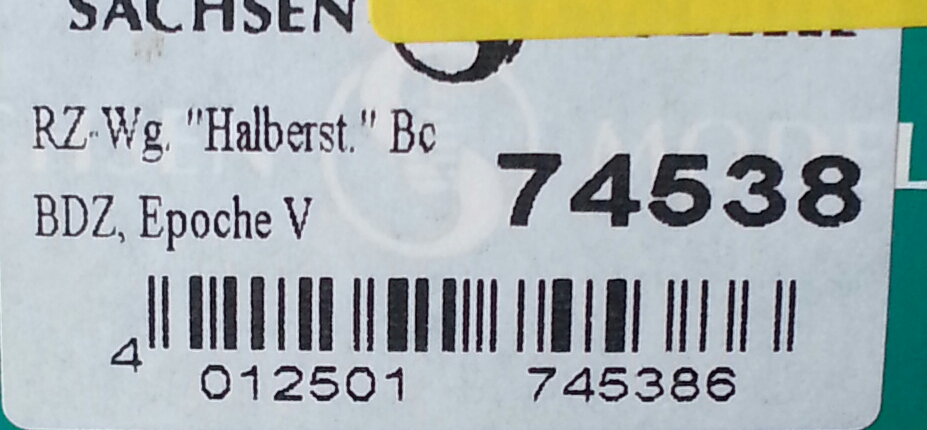 SACHSEN
RZ-Wg. "Halberst." Bc
74538
BDZ, Epoche V
4 012501 745386